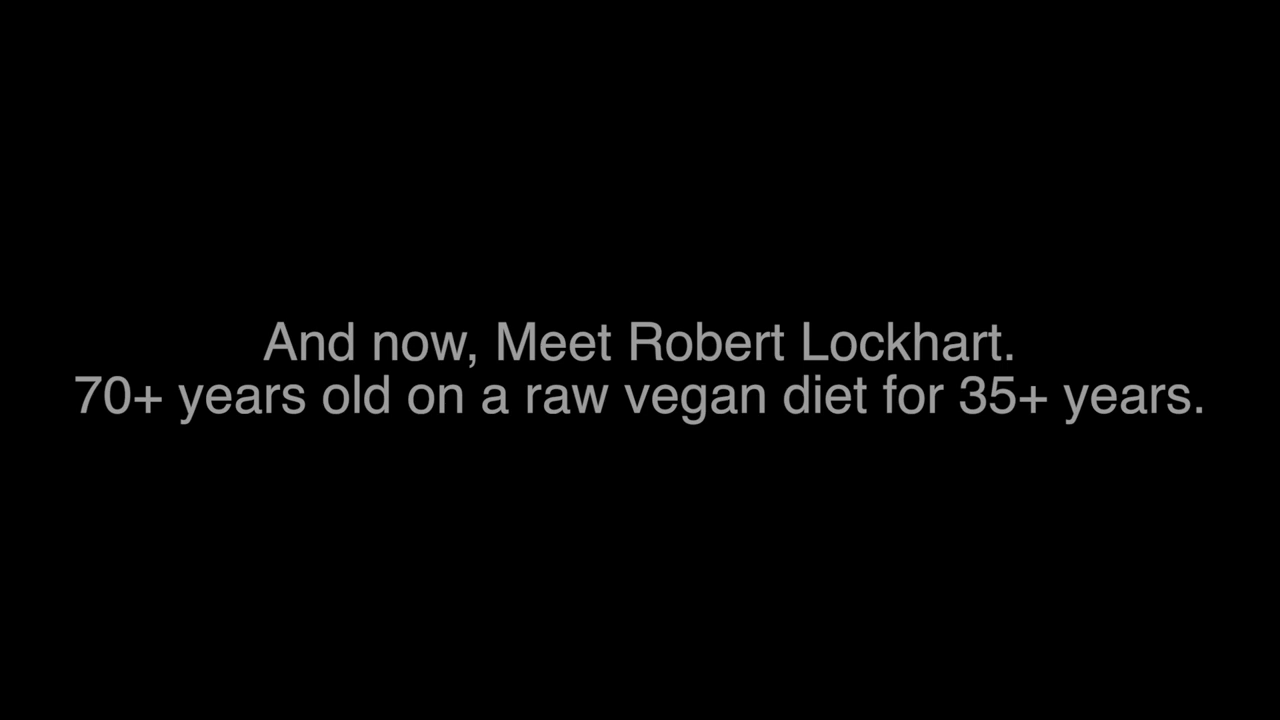 And now, Meet Robert Lockhart.
70+ years old on a raw vegan diet for 35+ years.